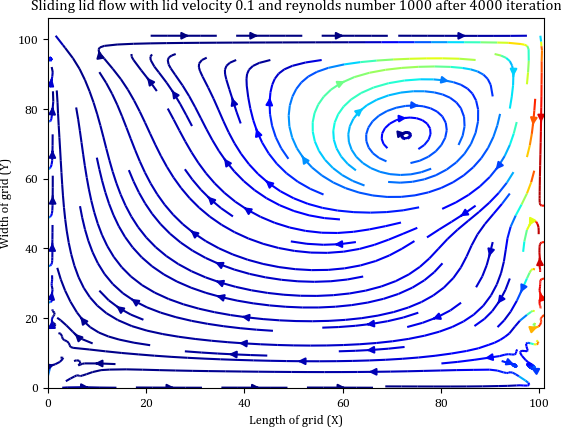 Sliding lid flow with lid velocity 0.1 and reynolds number 1000 after 4000 iteration
100
80
60
40
20
0
Width of grid (Y)
0 20 40 60 80 100
Length of grid (X)